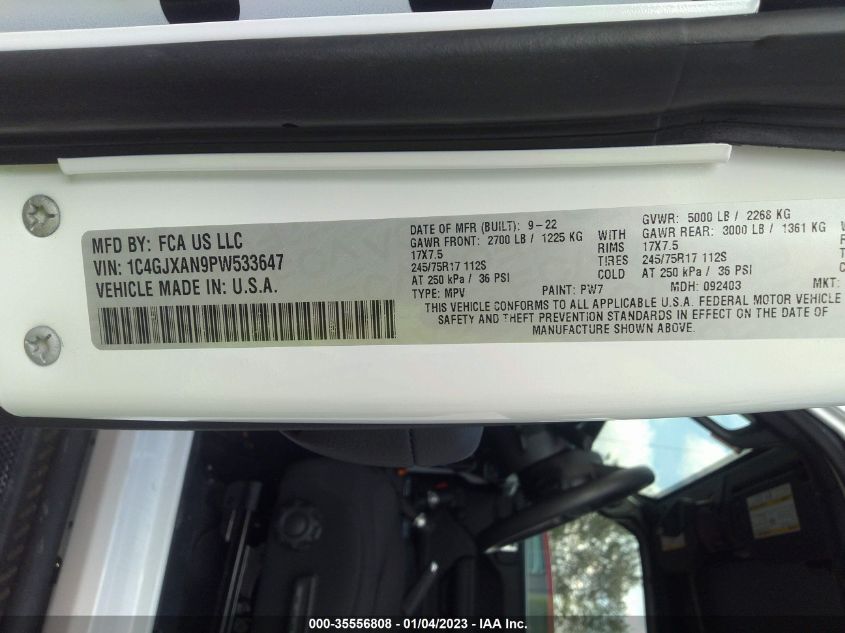 MFD BY: FCA US LLC
VIN: 1C4GJXAN9PW533647
VEHICLE MADE IN: U.S.A.
DATE OF MFR (BUILT): 9-22
GAWR FRONT: 2700 LB / 1225 KG
17X7.5
245/75R17 112S
AT 250 kPa / 36 PSI
TYPE: MPV
WITH
RIMS
TIRES
COLD
GVWR: 5000 LB / 2268 KG
GAWR REAR: 3000 LB / 1361 KG
17X7.5
245/75R17 112S
AT 250 kPa / 36 PSI
PAINT: PW7
MDH: 092403
MKT:
THIS VEHICLE CONFORMS TO ALL APPLICABLE U.S.A. FEDERAL MOTOR VEHICLE
SAFETY AND THEFT PREVENTION STANDARDS IN EFFECT ON THE DATE OF
MANUFACTURE SHOWN ABOVE.
000-35556808 - 01/04/2023 - IAA Inc.